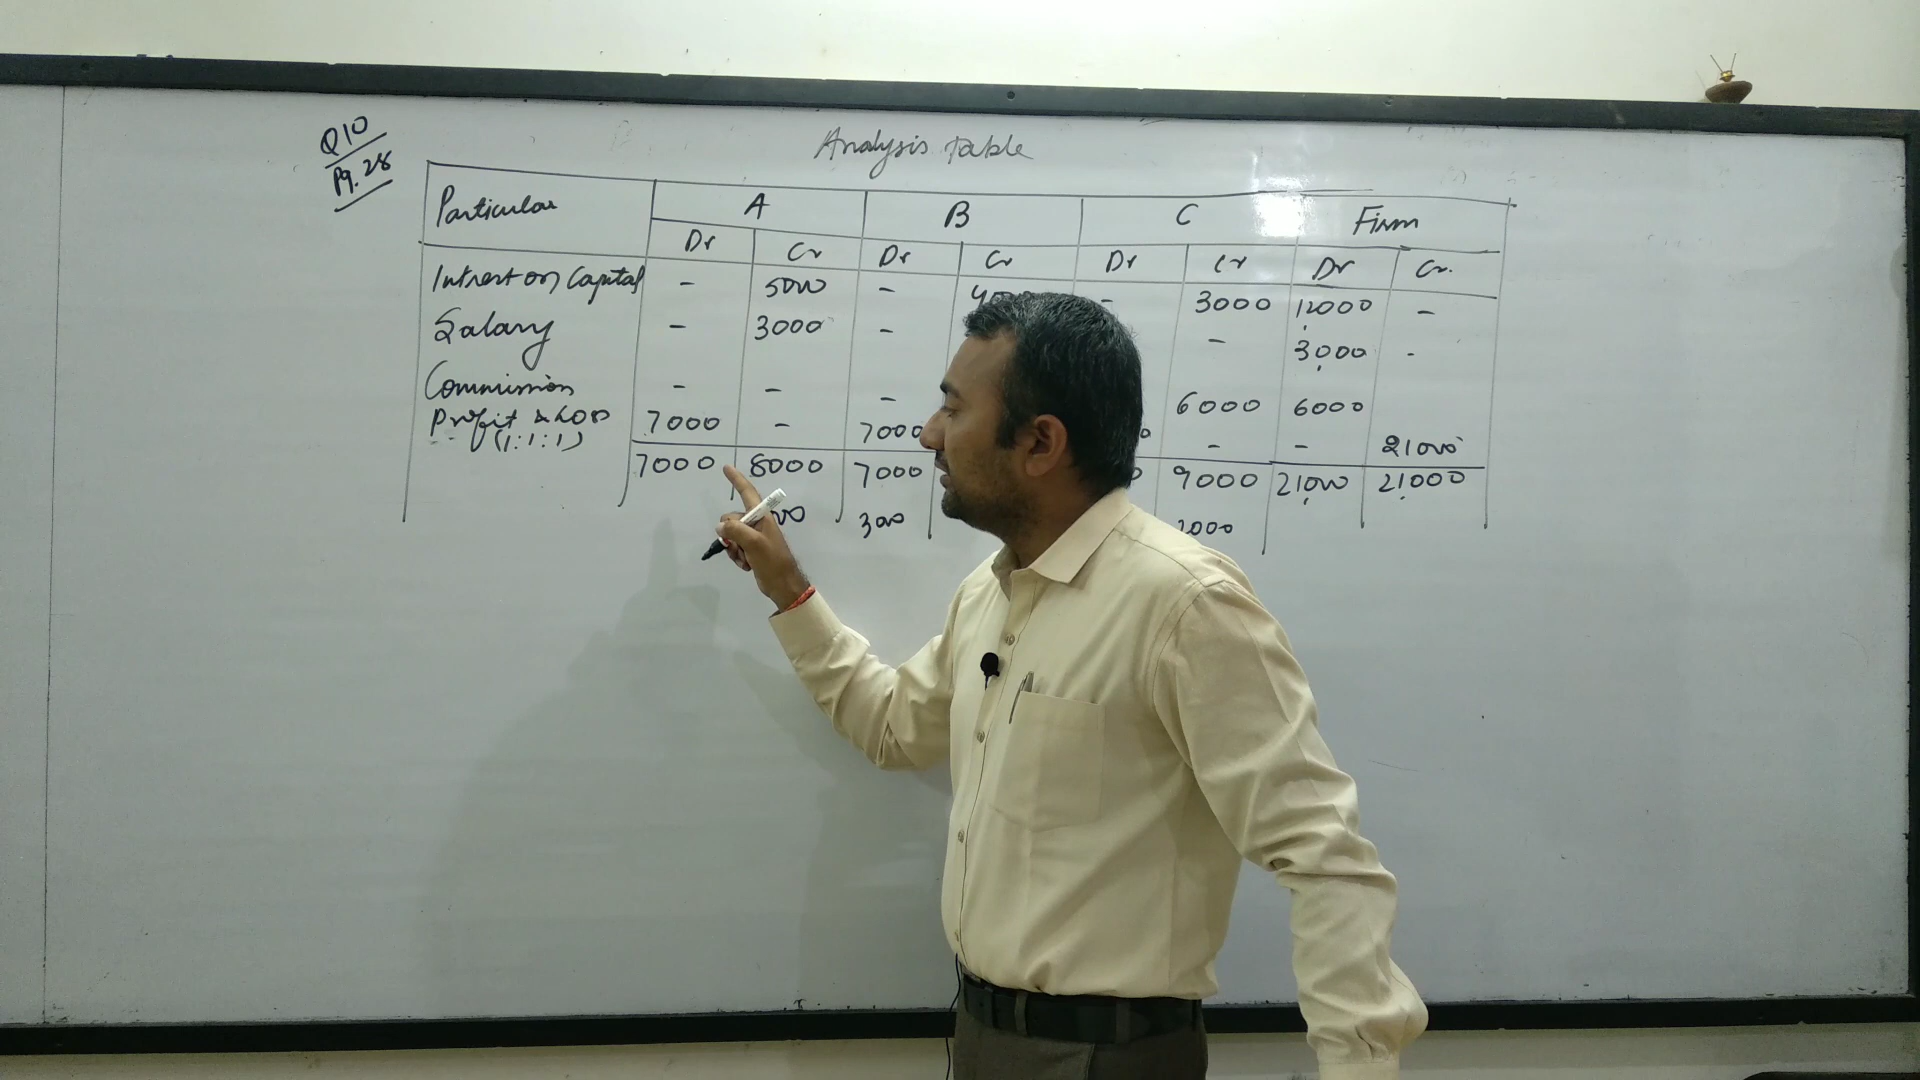 Q10
Pg. 28
Analysis table
Particular A B C Firm
Dr Cr Dr Cr Dr Cr Dr Cr.
Intrest on Capital - 5000 - - 3000 12000 -
Salary - 3000 - - 3000 -
Commission - - - 6000 6000
Profit & Loss 7000 - 7000 - - 21000
(1:1:1)
7000 8000 7000 9000 21000 21000
300